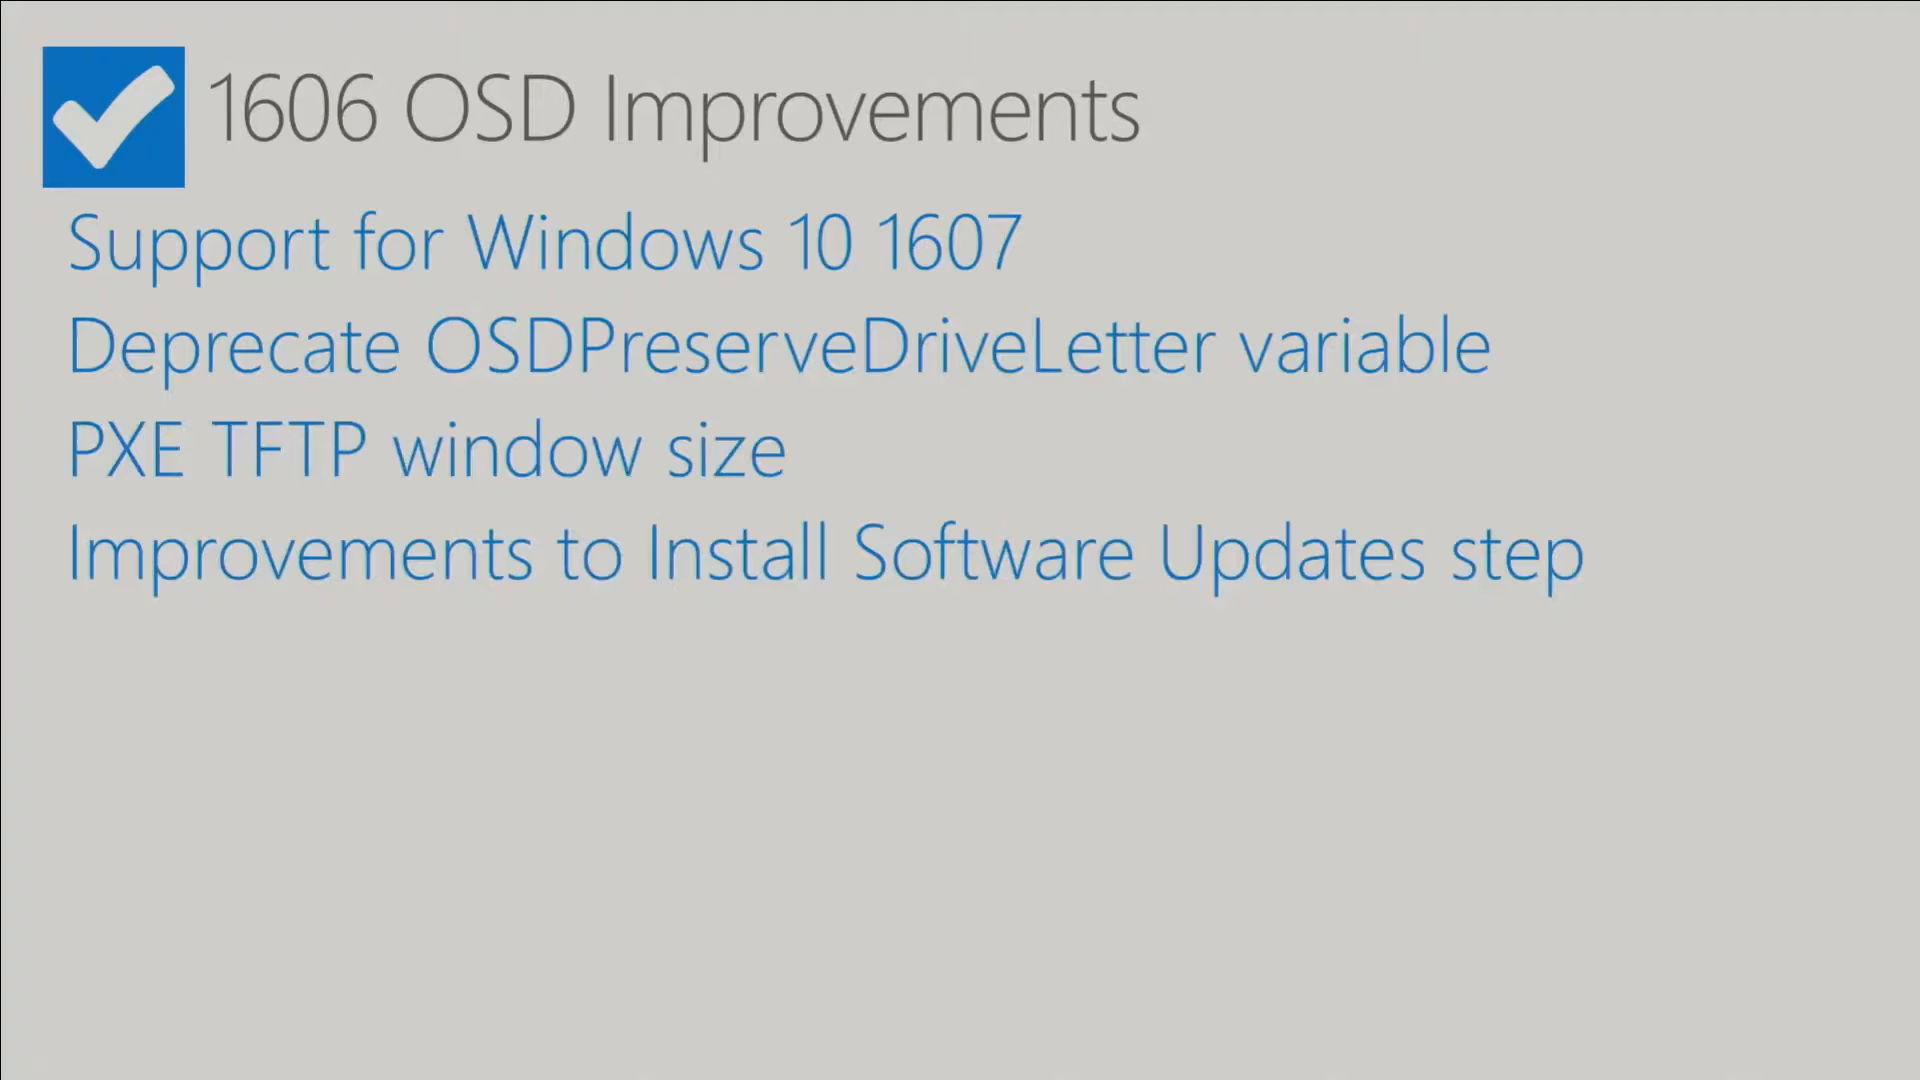 1606 OSD Improvements
Support for Windows 10 1607
Deprecate OSDPreserveDriveLetter variable
PXE TFTP window size
Improvements to Install Software Updates step